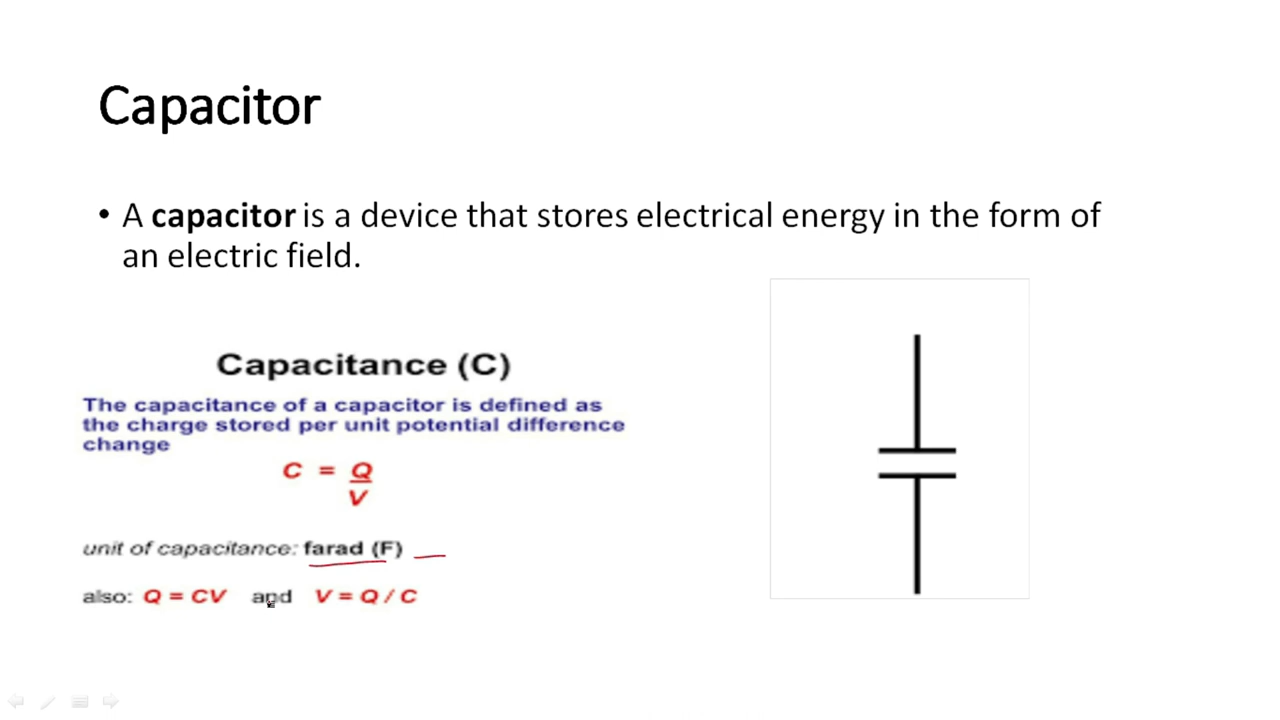 Capacitor
• A capacitor is a device that stores electrical energy in the form of
an electric field.
Capacitance (C)
The capacitance of a capacitor is defined as
the charge stored per unit potential difference
change
C = Q
V
unit of capacitance: farad (F)
also: Q = CV and V = Q / C